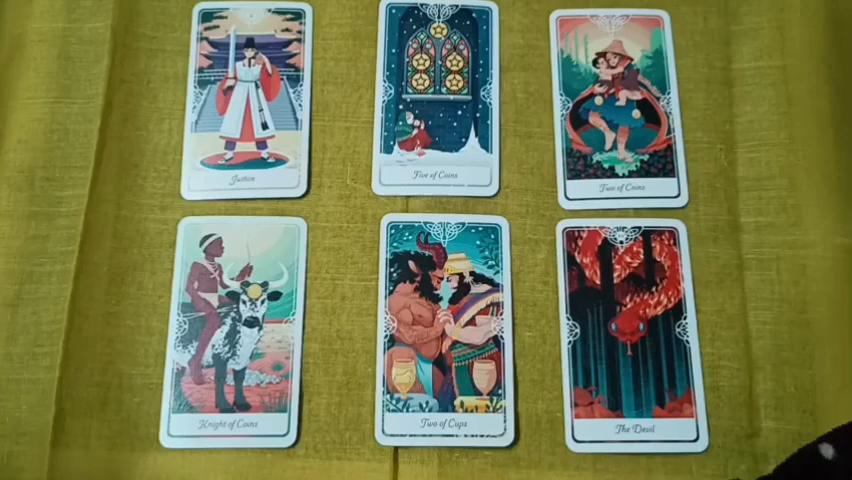 Justice
Five of Coins
Two of Coins
Knight of Coins
Two of Cups
The Devil